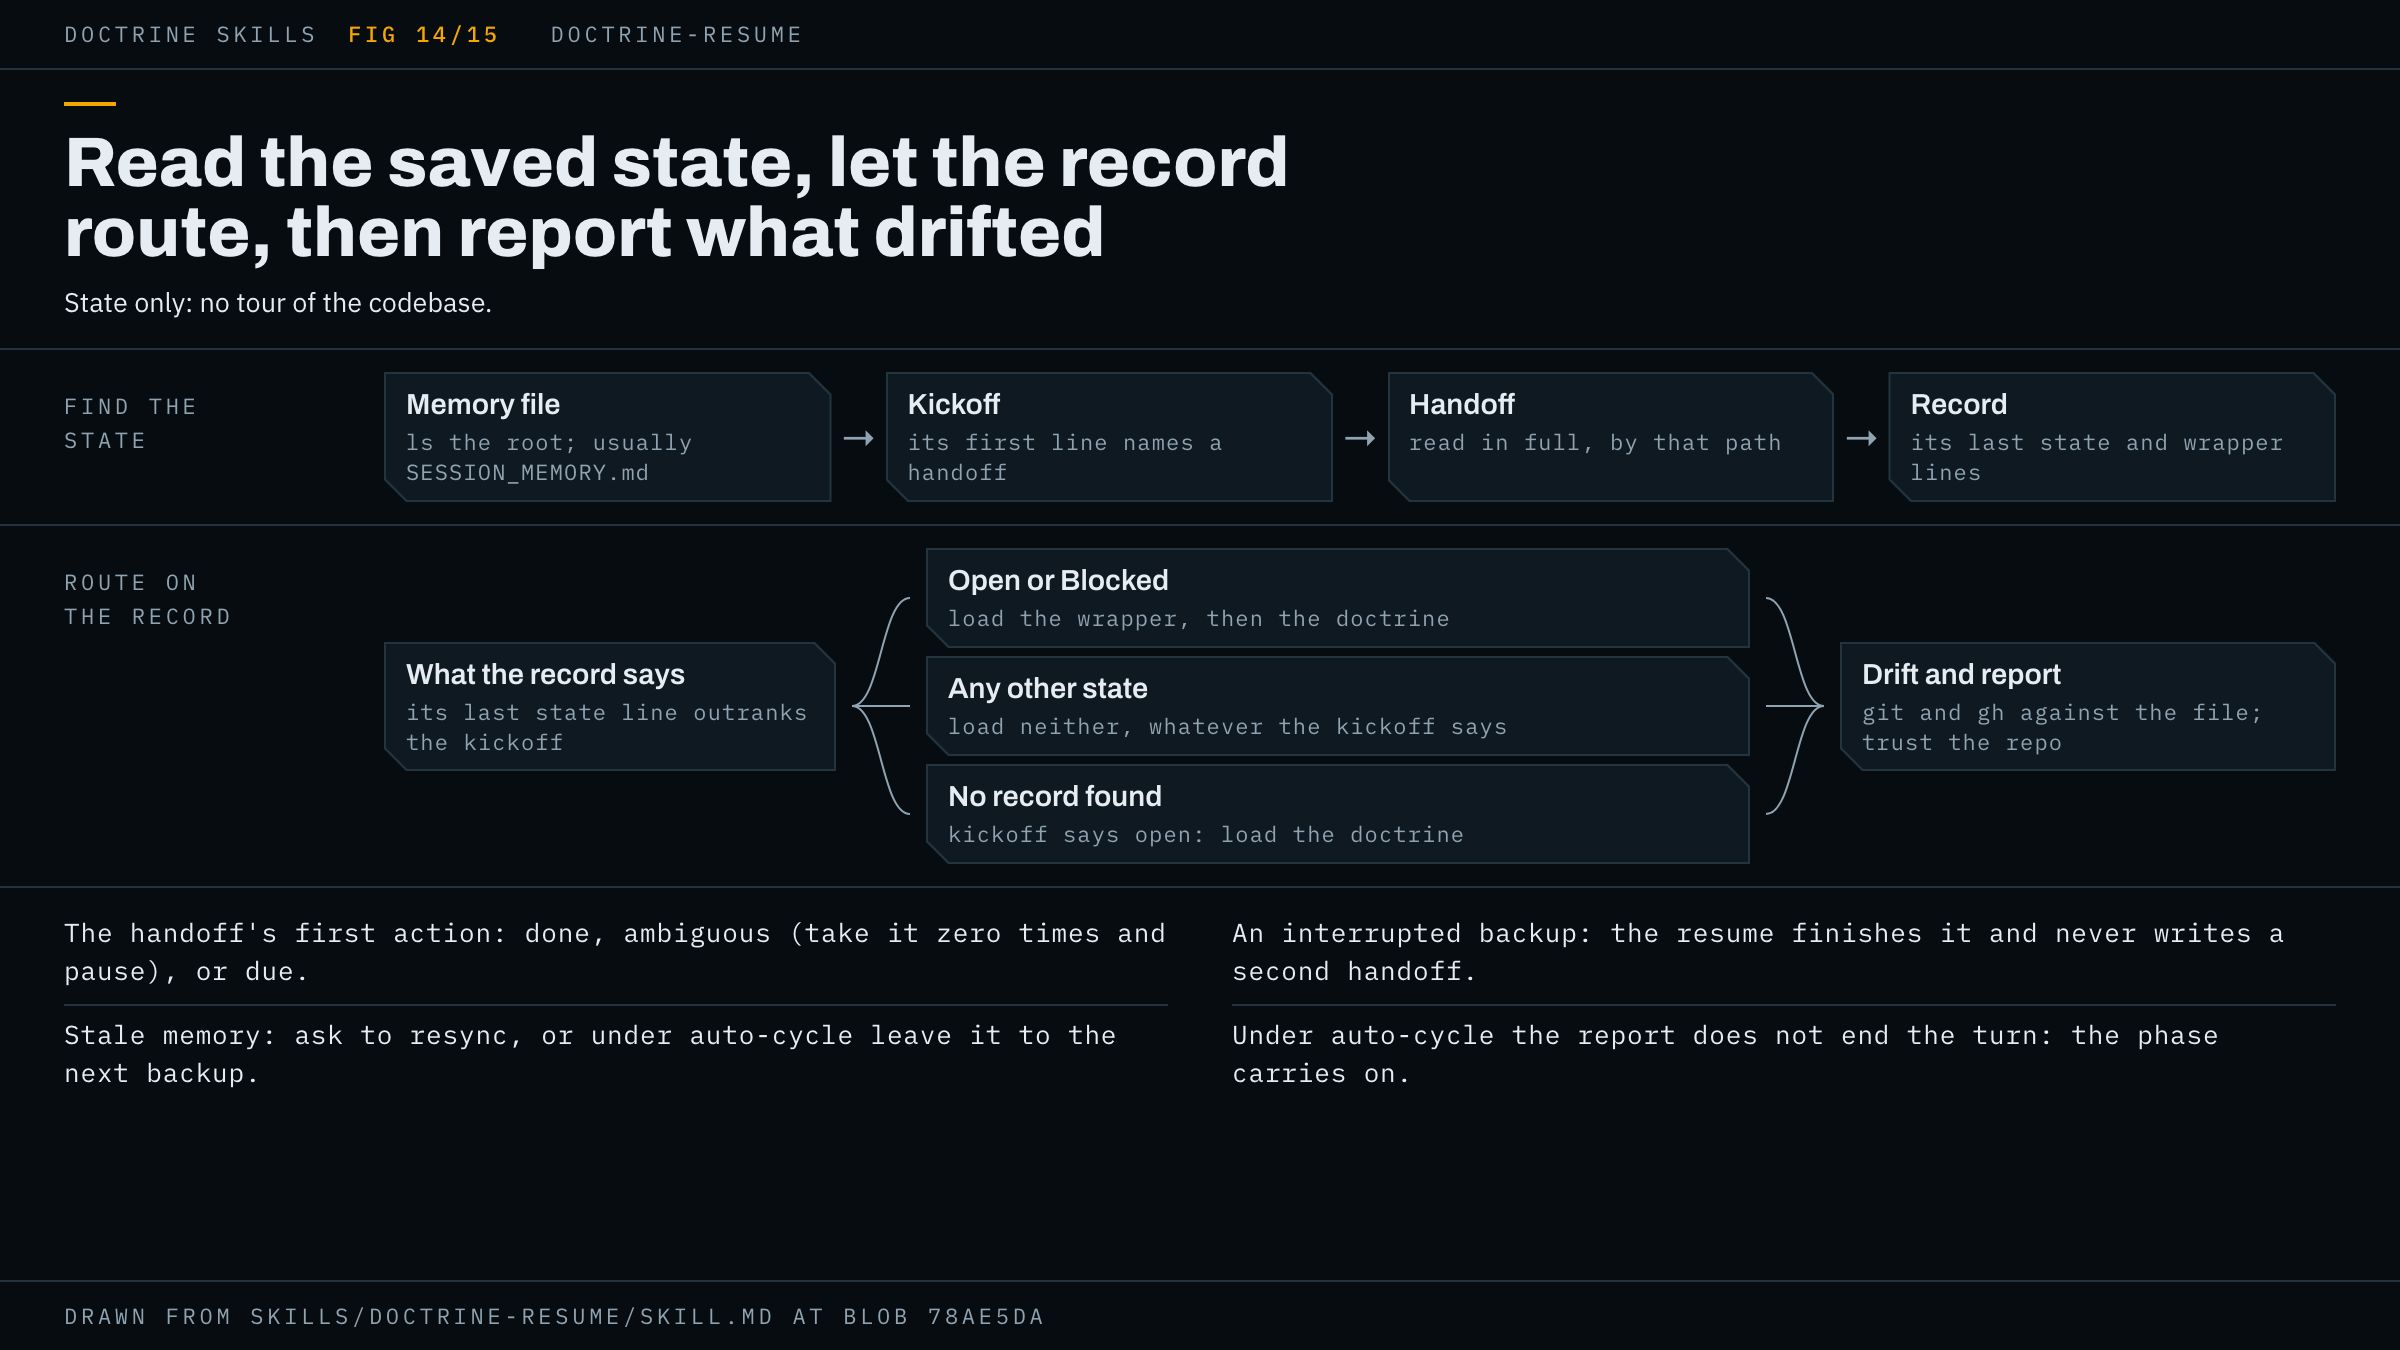 DOCTRINE SKILLS FIG 14/15 DOCTRINE-RESUME
Read the saved state, let the record
route, then report what drifted
State only: no tour of the codebase.
FIND THE
STATE
Memory file
ls the root; usually
SESSION_MEMORY.md
Kickoff
its first line names a
handoff
Handoff
read in full, by that path
Record
its last state and wrapper
lines
ROUTE ON
THE RECORD
What the record says
its last state line outranks
the kickoff
Open or Blocked
load the wrapper, then the doctrine
Any other state
load neither, whatever the kickoff says
No record found
kickoff says open: load the doctrine
Drift and report
git and gh against the file;
trust the repo
The handoff's first action: done, ambiguous (take it zero times and
pause), or due.
Stale memory: ask to resync, or under auto-cycle leave it to the
next backup.
An interrupted backup: the resume finishes it and never writes a
second handoff.
Under auto-cycle the report does not end the turn: the phase
carries on.
DRAWN FROM SKILLS/DOCTRINE-RESUME/SKILL.MD AT BLOB 78AE5DA